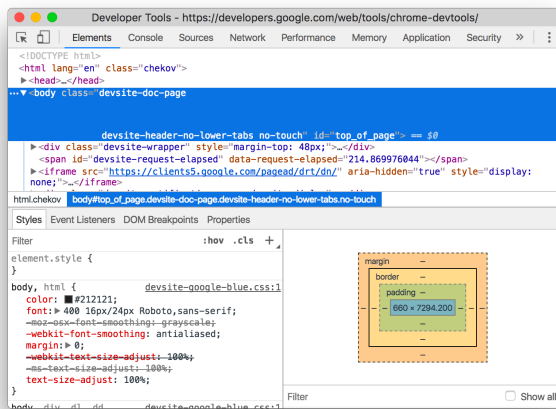 Developer Tools - https://developers.google.com/web/tools/chrome-devtools/
Elements Console Sources Network Performance Memory Application Security »
<!DOCTYPE html>
<html lang="en" class="chekov">
▶<head>…</head>
…▼<body class="devsite-doc-page
devsite-header-no-lower-tabs no-touch" id="top_of_page"> == $0
▶<div class="devsite-wrapper" style="margin-top: 48px;">…</div>
<span id="devsite-request-elapsed" data-request-elapsed="214.869976044"></span>
▶<iframe src="https://clients5.google.com/pagead/drt/dn/" aria-hidden="true" style="display:
none;">…</iframe>
html.chekov body#top_of_page.devsite-doc-page.devsite-header-no-lower-tabs.no-touch
Styles Event Listeners DOM Breakpoints Properties
Filter :hov .cls +
element.style {
}
body, html { devsite-google-blue.css:1
color: #212121;
font:▶400 16px/24px Roboto,sans-serif;
-moz-osx-font-smoothing: grayscale;
-webkit-font-smoothing: antialiased;
margin:▶0;
-webkit-text-size-adjust: 100%;
-ms-text-size-adjust: 100%;
text-size-adjust: 100%;
}
body, div, dl, dd, devsite-google-blue.css:1
margin –
border –
padding –
– – – 660 × 7294.200 – – –
–
–
–
Filter Show all